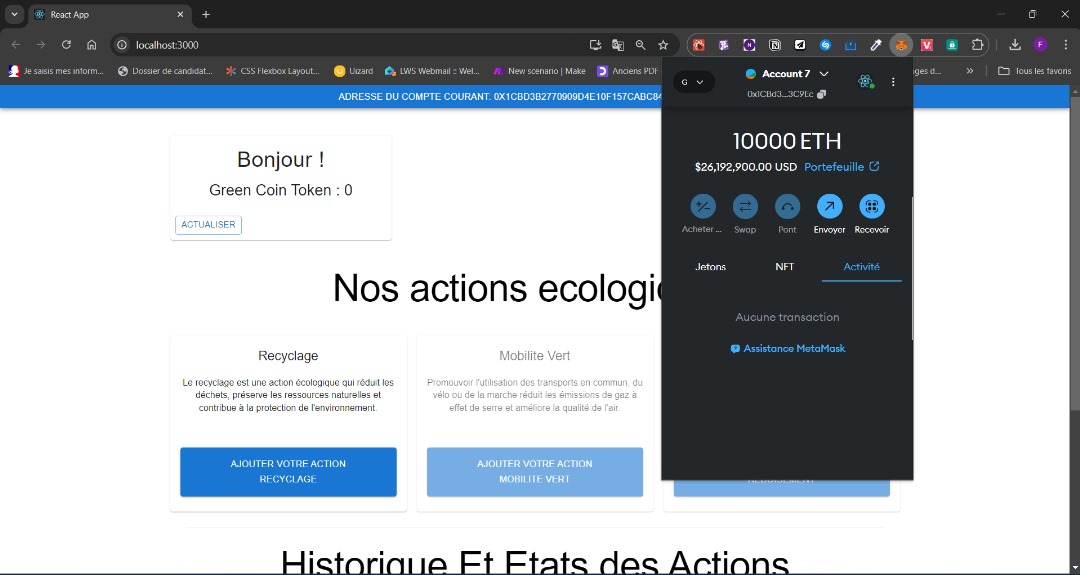 React App
localhost:3000
F
Je saisis mes inform...
Dossier de candidat...
CSS Flexbox Layout...
Uizard
LWS Webmail :: Wel...
New scenario | Make
Anciens PDF
ges d...
»
Tous les favoris
ADRESSE DU COMPTE COURANT. 0X1CBD3B2770909D4E10F157CABC84
G
Account 7
0x1CBd3...3C9Ec
10000 ETH
$26,192,900.00 USD Portefeuille
Acheter ...
Swap
Pont
Envoyer
Recevoir
Jetons
NFT
Activité
Aucune transaction
Assistance MetaMask
Bonjour !
Green Coin Token : 0
ACTUALISER
Nos actions ecologi
Recyclage
Le recyclage est une action écologique qui réduit les
déchets, préserve les ressources naturelles et
contribue à la protection de l'environnement.
AJOUTER VOTRE ACTION
RECYCLAGE
Mobilite Vert
Promouvoir l'utilisation des transports en commun, du
vélo ou de la marche réduit les émissions de gaz à
effet de serre et améliore la qualité de l'air.
AJOUTER VOTRE ACTION
MOBILITE VERT
Historique Et Etats des Actions